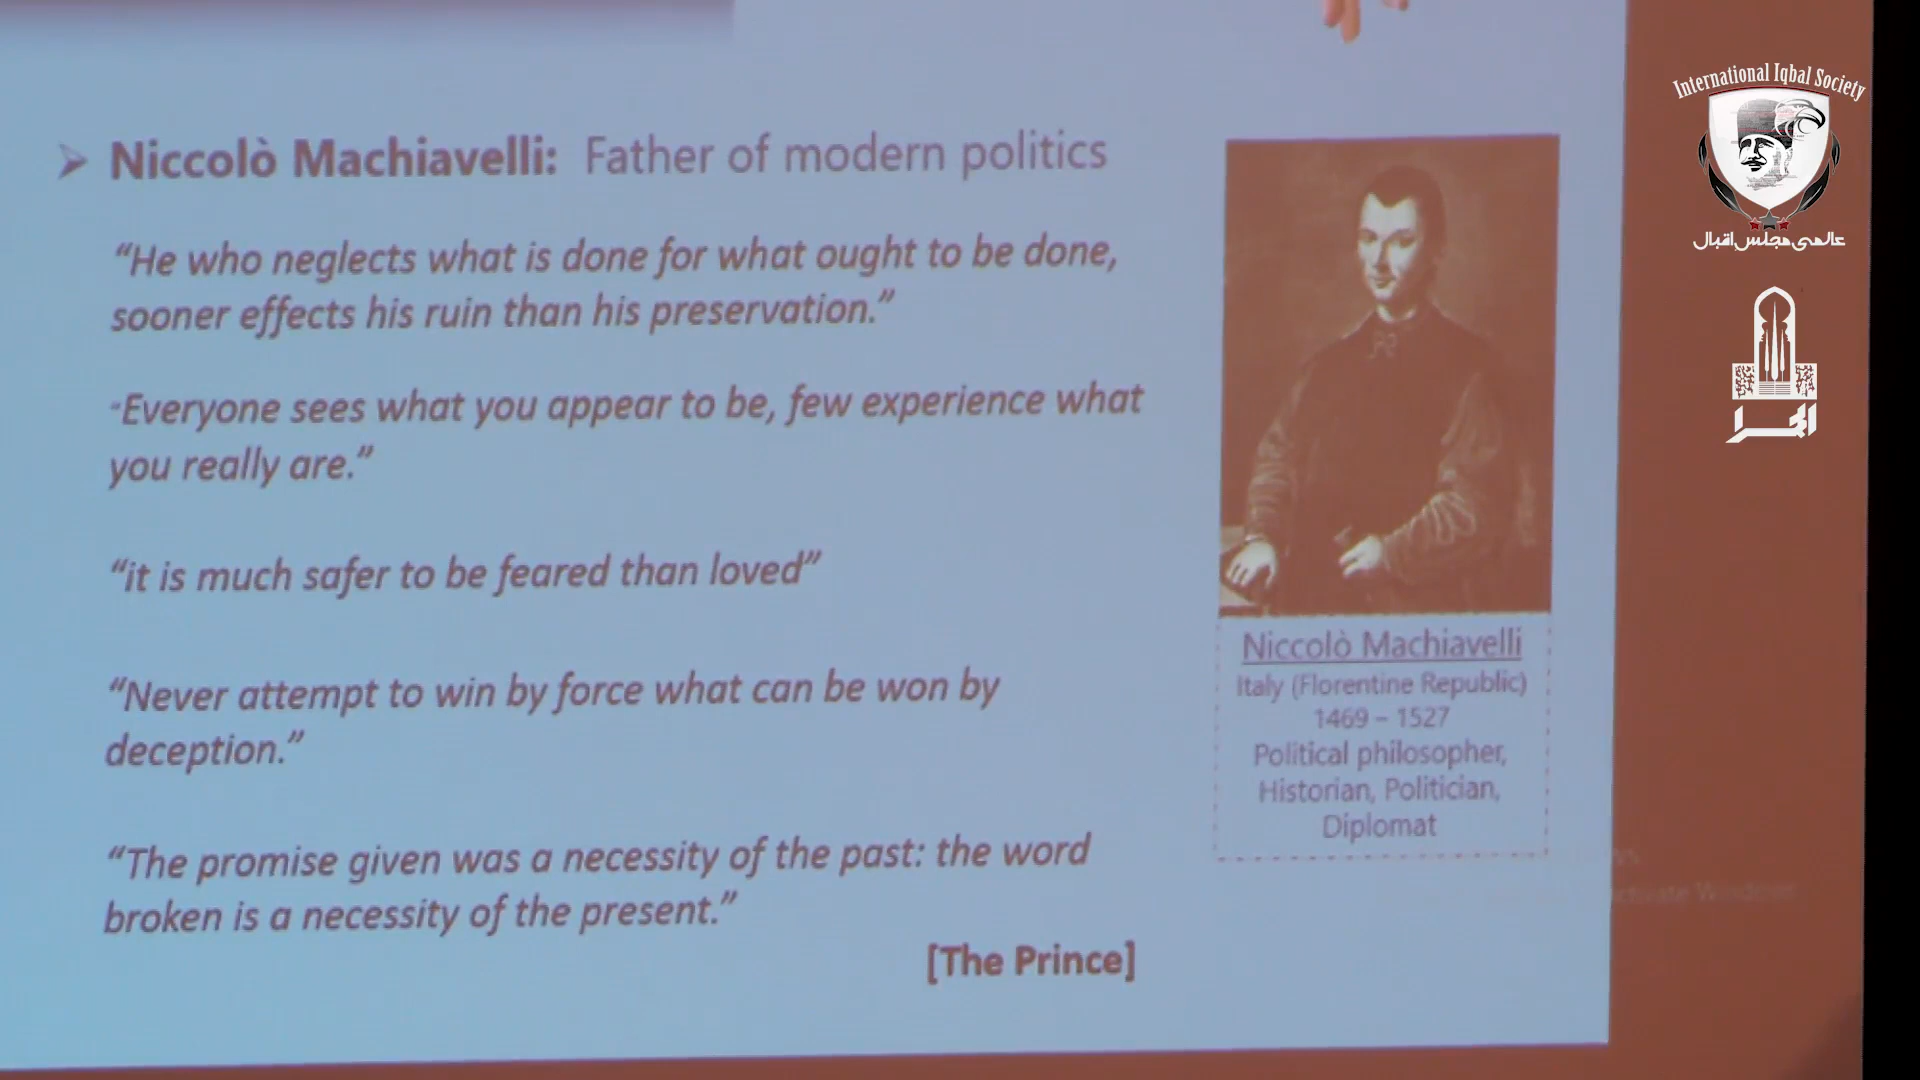 International Iqbal Society
عالمی مجلس اقبال
➢ Niccolò Machiavelli: Father of modern politics
“He who neglects what is done for what ought to be done,
sooner effects his ruin than his preservation.”
“Everyone sees what you appear to be, few experience what
you really are.”
“it is much safer to be feared than loved”
“Never attempt to win by force what can be won by
deception.”
“The promise given was a necessity of the past: the word
broken is a necessity of the present.”
[The Prince]
Niccolò Machiavelli
Italy (Florentine Republic)
1469 – 1527
Political philosopher,
Historian, Politician,
Diplomat